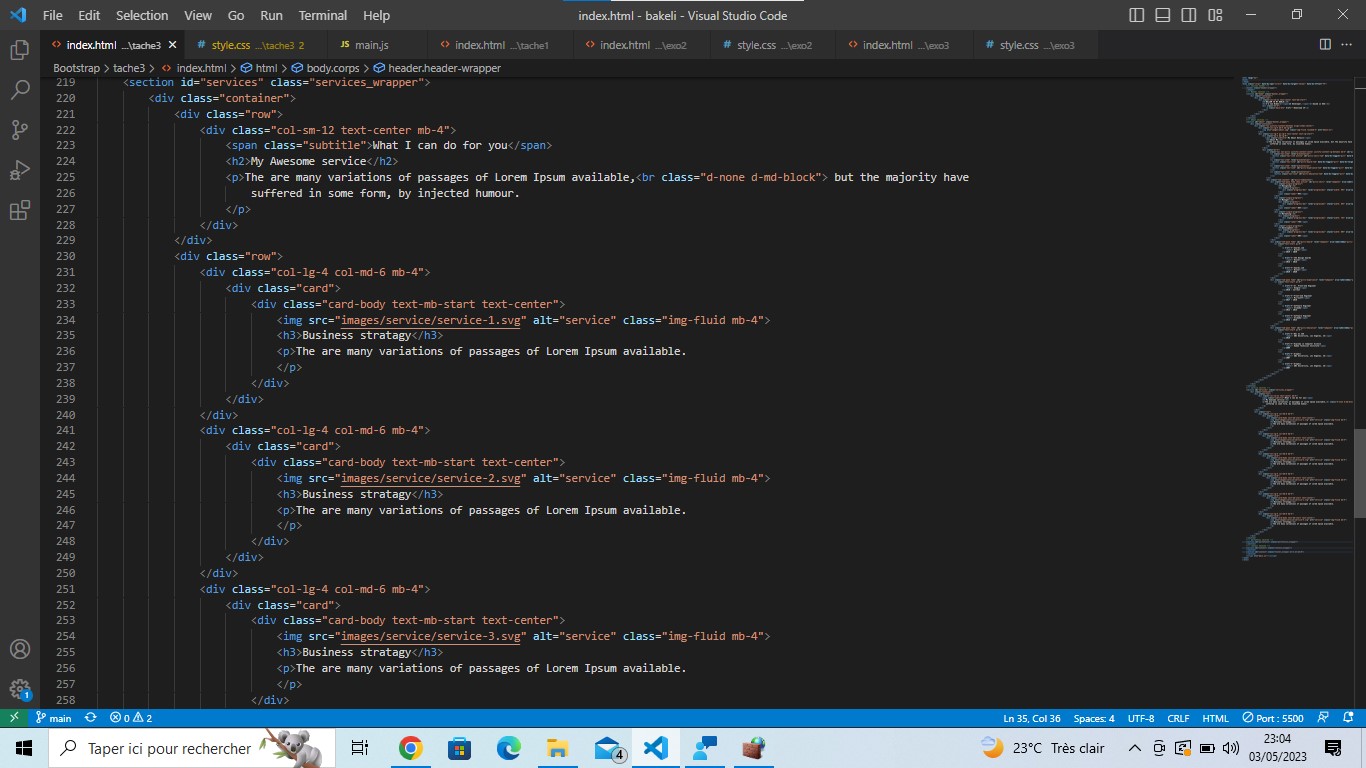 File Edit Selection View Go Run Terminal Help index.html - bakeli - Visual Studio Code
index.html ...\tache3 style.css ...\tache3 2 JS main.js index.html ...\tache1 index.html ...\exo2 style.css ...\exo2 index.html ...\exo3 style.css ...\exo3
Bootstrap > tache3 > index.html > html > body.corps > header.header-wrapper
219 <section id="services" class="services_wrapper">
220 <div class="container">
221 <div class="row">
222 <div class="col-sm-12 text-center mb-4">
223 <span class="subtitle">What I can do for you</span>
224 <h2>My Awesome service</h2>
225 <p>The are many variations of passages of Lorem Ipsum available,<br class="d-none d-md-block"> but the majority have
226 suffered in some form, by injected humour.
227 </p>
228 </div>
229 </div>
230 <div class="row">
231 <div class="col-lg-4 col-md-6 mb-4">
232 <div class="card">
233 <div class="card-body text-mb-start text-center">
234 <img src="images/service/service-1.svg" alt="service" class="img-fluid mb-4">
235 <h3>Business stratagy</h3>
236 <p>The are many variations of passages of Lorem Ipsum available.
237 </p>
238 </div>
239 </div>
240 </div>
241 <div class="col-lg-4 col-md-6 mb-4">
242 <div class="card">
243 <div class="card-body text-mb-start text-center">
244 <img src="images/service/service-2.svg" alt="service" class="img-fluid mb-4">
245 <h3>Business stratagy</h3>
246 <p>The are many variations of passages of Lorem Ipsum available.
247 </p>
248 </div>
249 </div>
250 </div>
251 <div class="col-lg-4 col-md-6 mb-4">
252 <div class="card">
253 <div class="card-body text-mb-start text-center">
254 <img src="images/service/service-3.svg" alt="service" class="img-fluid mb-4">
255 <h3>Business stratagy</h3>
256 <p>The are many variations of passages of Lorem Ipsum available.
257 </p>
258 </div>
1
main 0 2 Ln 35, Col 36 Spaces: 4 UTF-8 CRLF HTML Port : 5500
Taper ici pour rechercher 4 23°C Très clair 23:04
03/05/2023